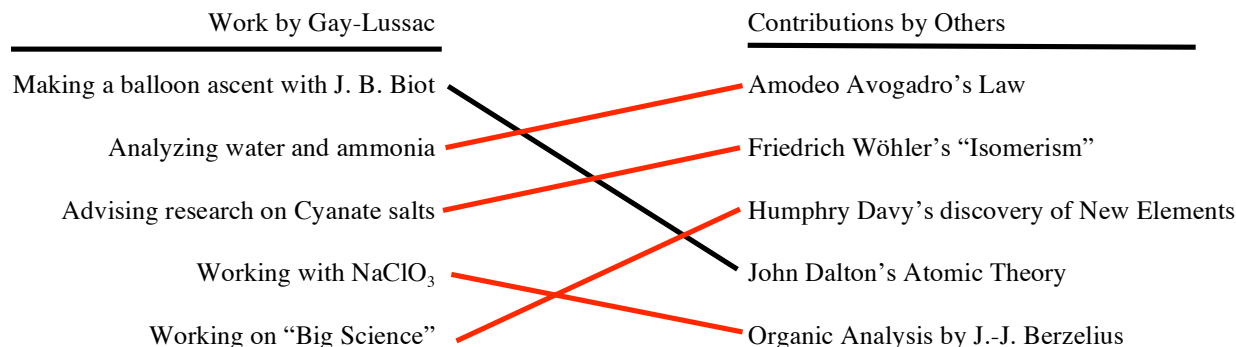 Work by Gay-Lussac
Contributions by Others
Making a balloon ascent with J. B. Biot
Amodeo Avogadro's Law
Analyzing water and ammonia
Friedrich Wöhler's “Isomerism”
Advising research on Cyanate salts
Humphry Davy's discovery of New Elements
Working with NaClO₃
John Dalton's Atomic Theory
Working on “Big Science”
Organic Analysis by J.-J. Berzelius